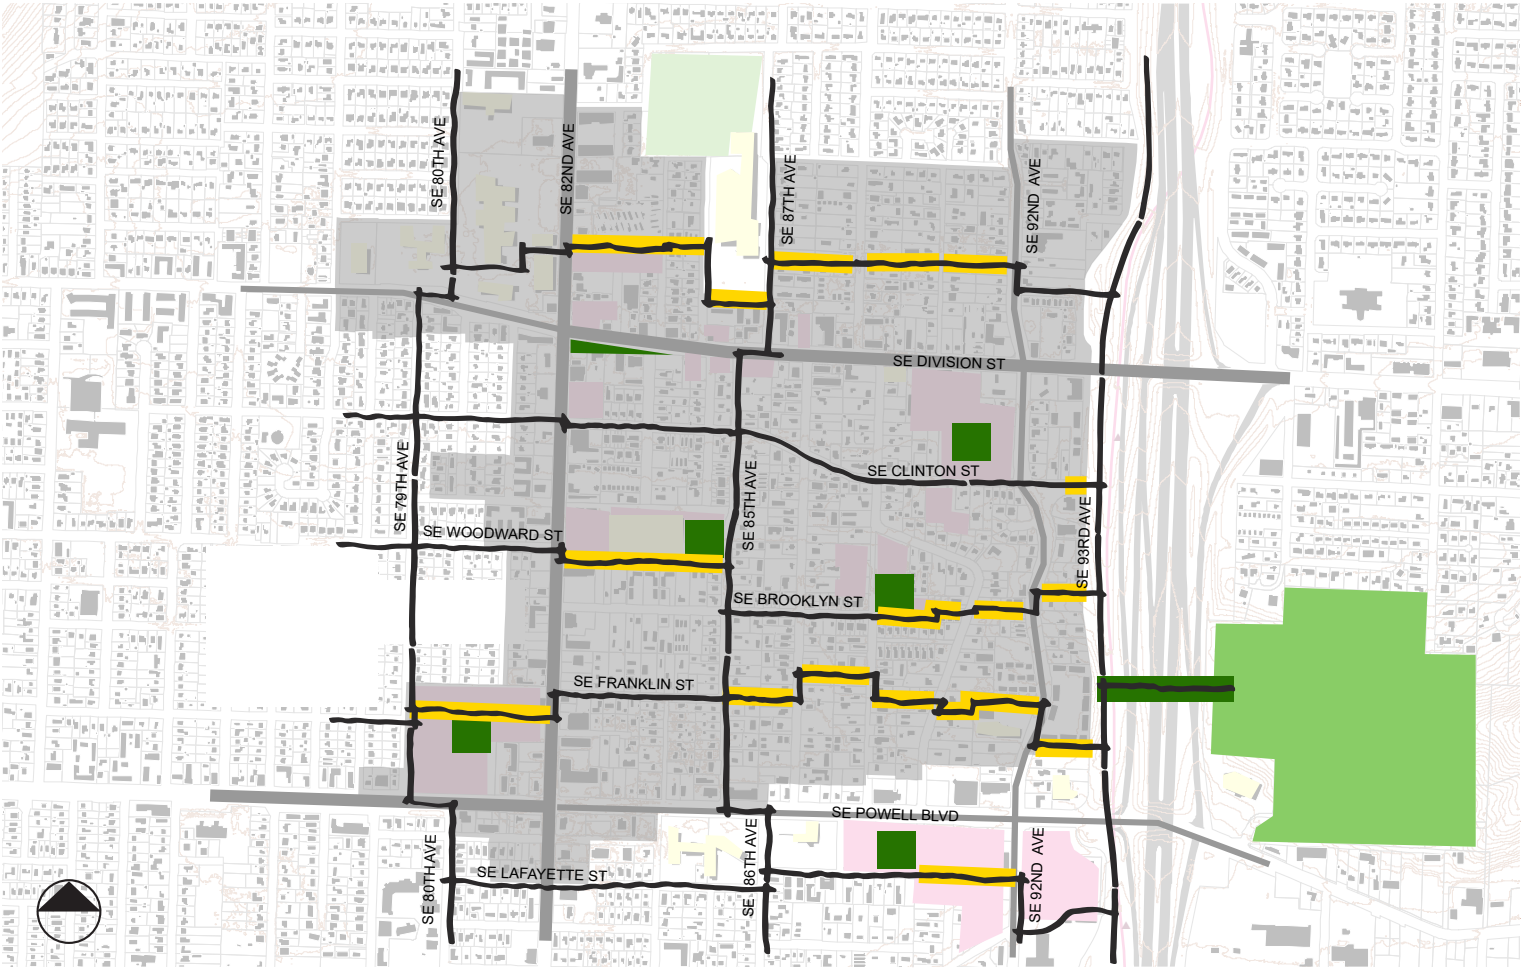 SE 80TH AVE
SE 82ND AVE
SE 87TH AVE
SE 92ND AVE
SE DIVISION ST
SE 79TH AVE
SE CLINTON ST
SE 85TH AVE
SE WOODWARD ST
SE 93RD AVE
SE BROOKLYN ST
SE FRANKLIN ST
SE POWELL BLVD
SE 80TH AVE
SE LAFAYETTE ST
SE 86TH AVE
SE 92ND AVE